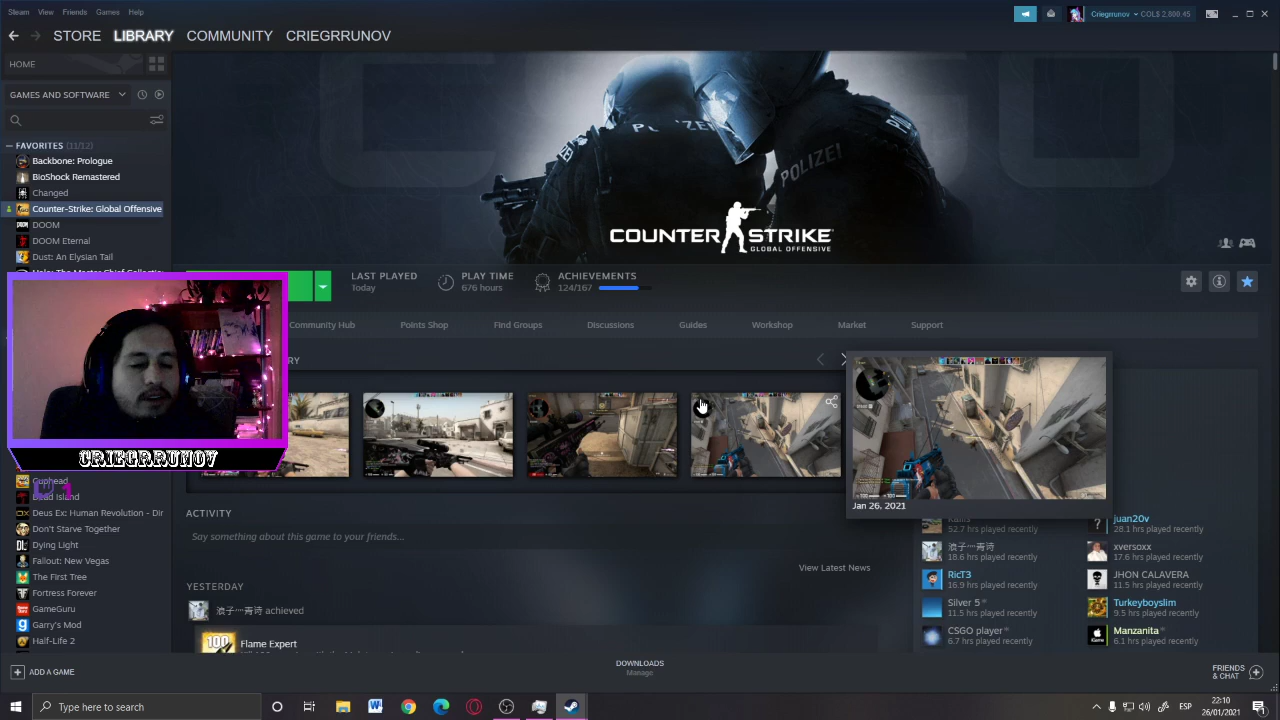 Steam View Friends Games Help
Criegrrunov COL$ 2,800.45
STORE LIBRARY COMMUNITY CRIEGRRUNOV
HOME
GAMES AND SOFTWARE
FAVORITES (11/12)
Backbone: Prologue
BioShock Remastered
Changed
Counter-Strike: Global Offensive
DOOM
DOOM Eternal
Dust: An Elysian Tail
CRIEGRRUNOV
Cuphead
Dead Island
Deus Ex: Human Revolution - Dir
Don't Starve Together
Dying Light
Fallout: New Vegas
The First Tree
Fortress Forever
GameGuru
Garry's Mod
Half-Life 2
ADD A GAME
POLIZEI
COUNTER STRIKE
GLOBAL OFFENSIVE
LAST PLAYED
Today
PLAY TIME
676 hours
ACHIEVEMENTS
124/167
Community Hub Points Shop Find Groups Discussions Guides Workshop Market Support
RY
Jan 26, 2021
ACTIVITY
Say something about this game to your friends...
View Latest News
YESTERDAY
achieved
100
Flame Expert
52.7 hrs played recently
juan20v
28.1 hrs played recently
18.6 hrs played recently
xversoxx
17.6 hrs played recently
RicT3
16.9 hrs played recently
JHON CALAVERA
11.5 hrs played recently
Silver 5
11.5 hrs played recently
Turkeyboyslim
9.5 hrs played recently
CSGO player
6.7 hrs played recently
Manzanita
6.1 hrs played recently
DOWNLOADS
Manage
FRIENDS
& CHAT
Type here to search
ESP
22:10
26/01/2021